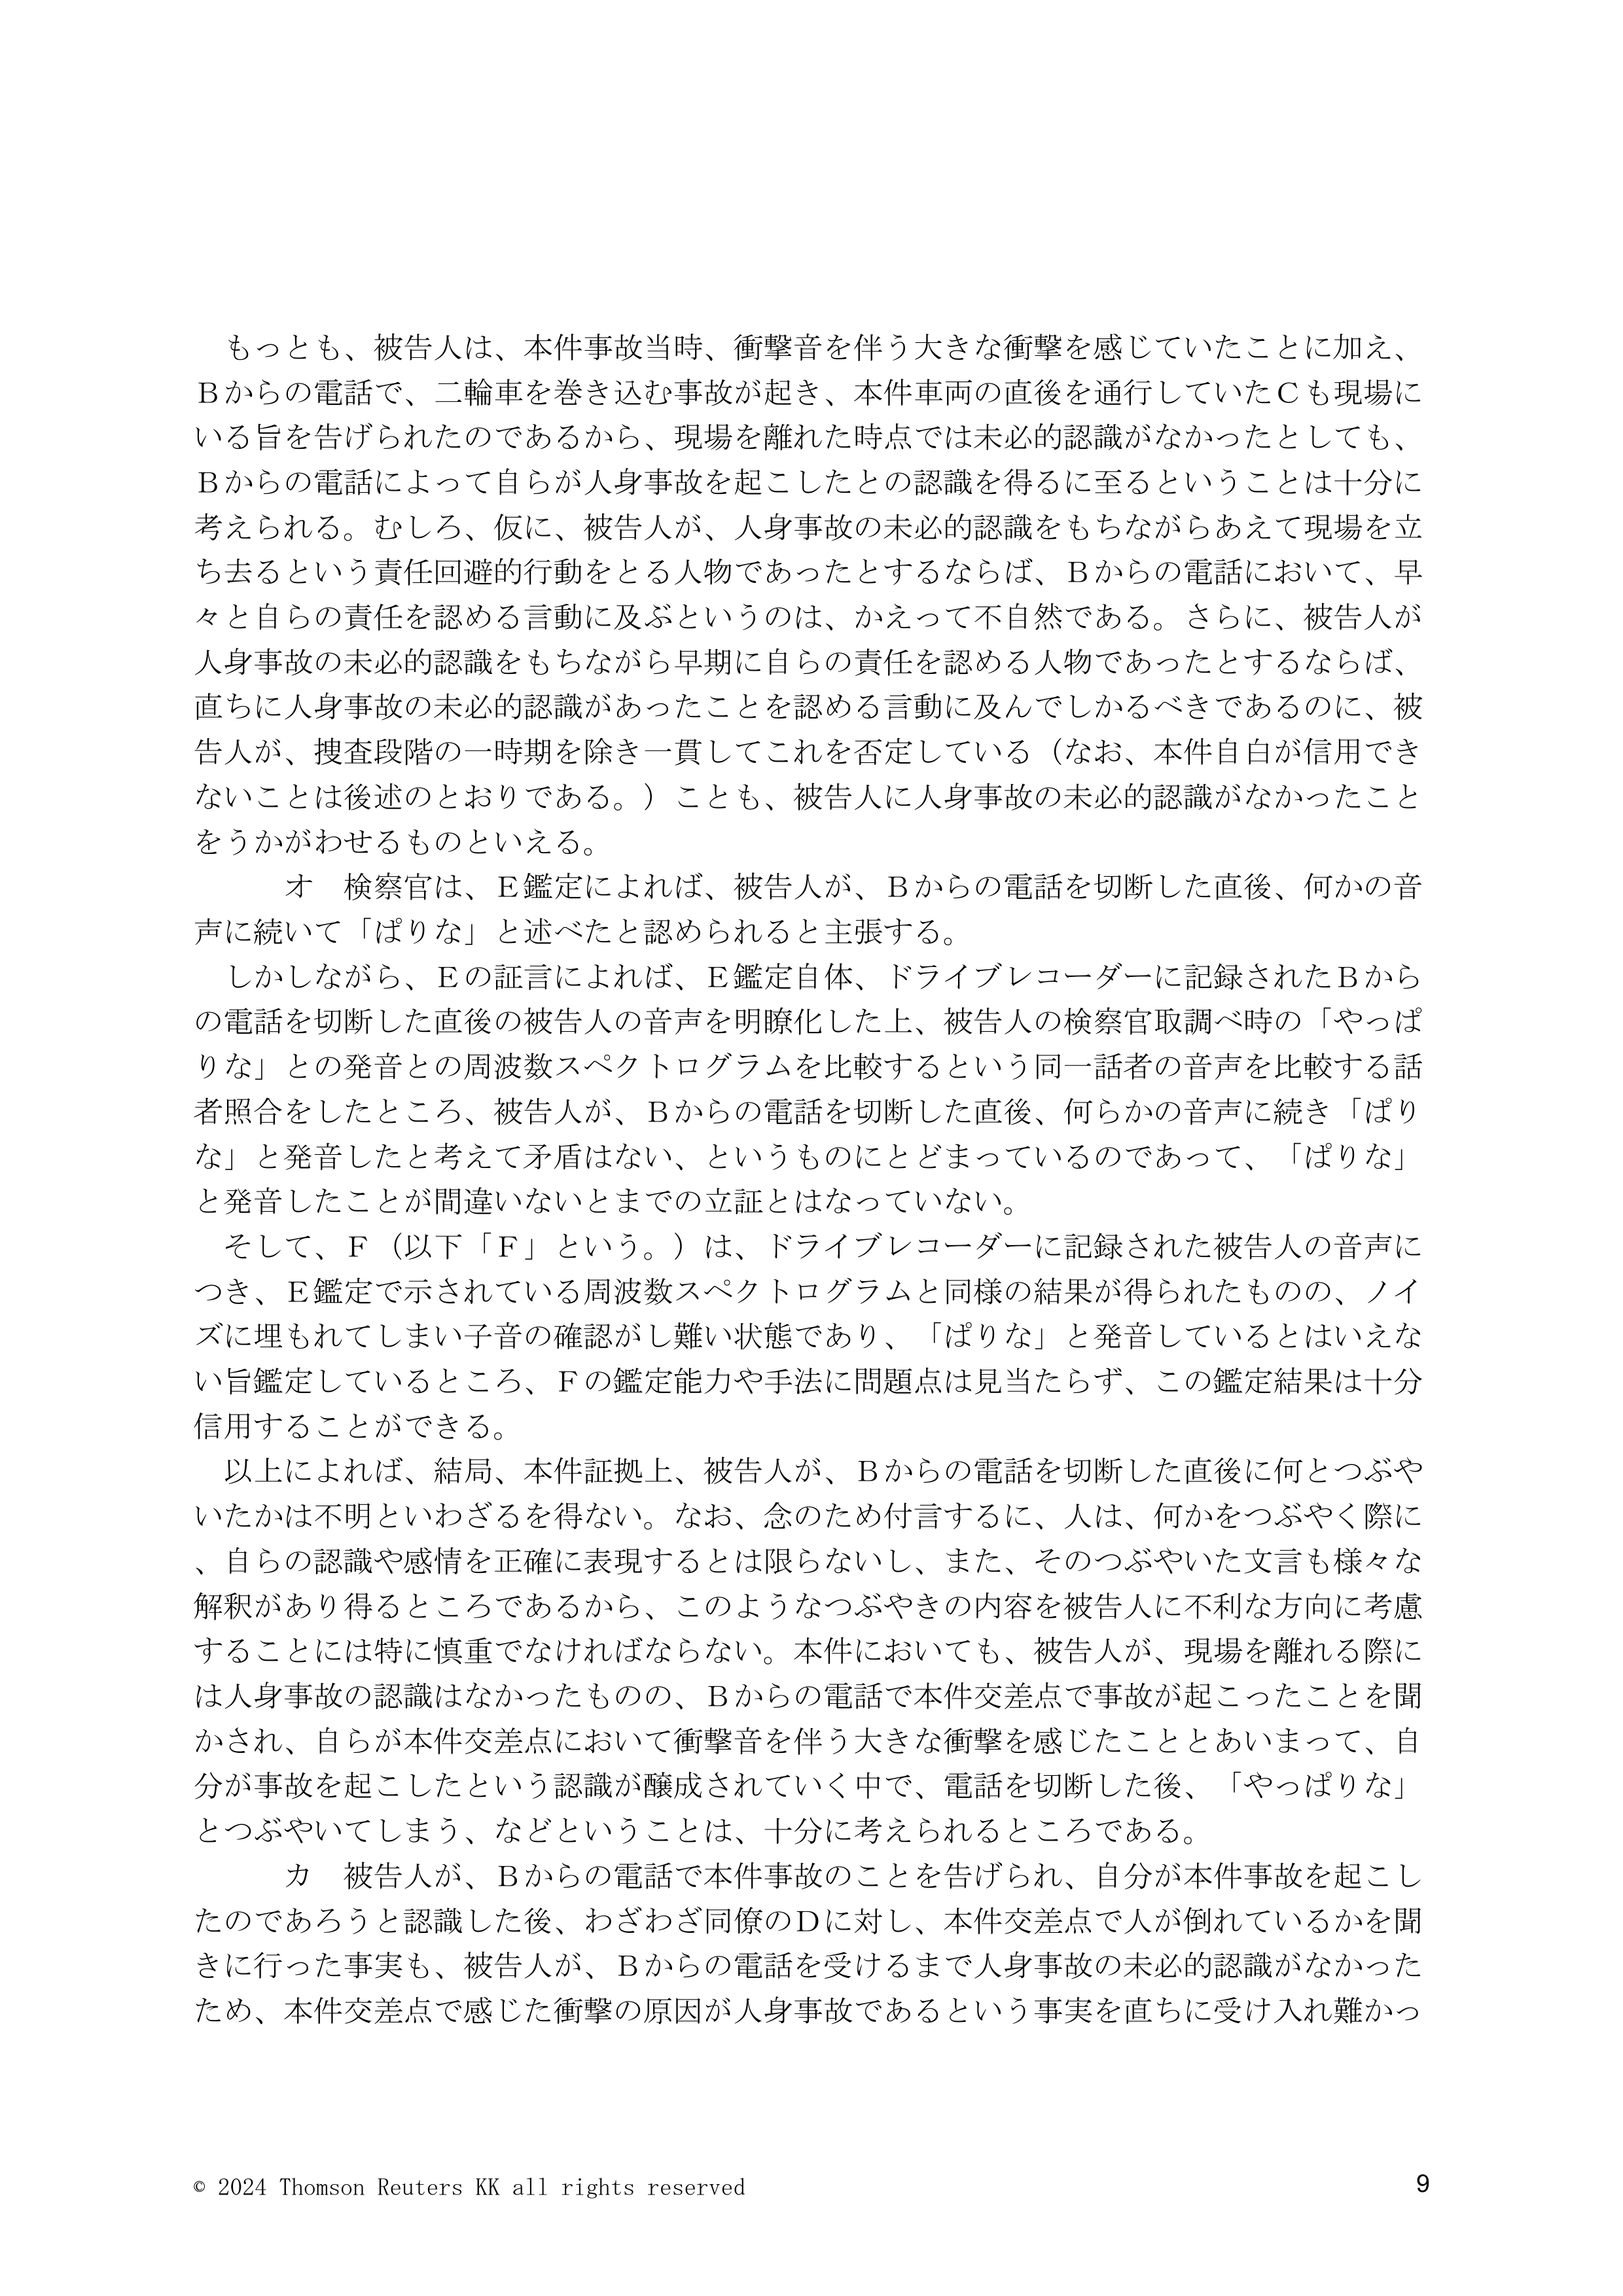 もっとも、被告人は、本件事故当時、衝撃音を伴う大きな衝撃を感じていたことに加え、
Ｂからの電話で、二輪車を巻き込む事故が起き、本件車両の直後を通行していたＣも現場に
いる旨を告げられたのであるから、現場を離れた時点では未必的認識がなかったとしても、
Ｂからの電話によって自らが人身事故を起こしたとの認識を得るに至るということは十分に
考えられる。むしろ、仮に、被告人が、人身事故の未必的認識をもちながらあえて現場を立
ち去るという責任回避的行動をとる人物であったとするならば、Ｂからの電話において、早
々と自らの責任を認める言動に及ぶというのは、かえって不自然である。さらに、被告人が
人身事故の未必的認識をもちながら早期に自らの責任を認める人物であったとするならば、
直ちに人身事故の未必的認識があったことを認める言動に及んでしかるべきであるのに、被
告人が、捜査段階の一時期を除き一貫してこれを否定している（なお、本件自白が信用でき
ないことは後述のとおりである。）ことも、被告人に人身事故の未必的認識がなかったこと
をうかがわせるものといえる。
　　　オ　検察官は、Ｅ鑑定によれば、被告人が、Ｂからの電話を切断した直後、何かの音
声に続いて「ぱりな」と述べたと認められると主張する。
　しかしながら、Ｅの証言によれば、Ｅ鑑定自体、ドライブレコーダーに記録されたＢから
の電話を切断した直後の被告人の音声を明瞭化した上、被告人の検察官取調べ時の「やっぱ
りな」との発音との周波数スペクトログラムを比較するという同一話者の音声を比較する話
者照合をしたところ、被告人が、Ｂからの電話を切断した直後、何らかの音声に続き「ぱり
な」と発音したと考えて矛盾はない、というものにとどまっているのであって、「ぱりな」
と発音したことが間違いないとまでの立証とはなっていない。
　そして、Ｆ（以下「Ｆ」という。）は、ドライブレコーダーに記録された被告人の音声に
つき、Ｅ鑑定で示されている周波数スペクトログラムと同様の結果が得られたものの、ノイ
ズに埋もれてしまい子音の確認がし難い状態であり、「ぱりな」と発音しているとはいえな
い旨鑑定しているところ、Ｆの鑑定能力や手法に問題点は見当たらず、この鑑定結果は十分
信用することができる。
　以上によれば、結局、本件証拠上、被告人が、Ｂからの電話を切断した直後に何とつぶや
いたかは不明といわざるを得ない。なお、念のため付言するに、人は、何かをつぶやく際に
、自らの認識や感情を正確に表現するとは限らないし、また、そのつぶやいた文言も様々な
解釈があり得るところであるから、このようなつぶやきの内容を被告人に不利な方向に考慮
することには特に慎重でなければならない。本件においても、被告人が、現場を離れる際に
は人身事故の認識はなかったものの、Ｂからの電話で本件交差点で事故が起こったことを聞
かされ、自らが本件交差点において衝撃音を伴う大きな衝撃を感じたこととあいまって、自
分が事故を起こしたという認識が醸成されていく中で、電話を切断した後、「やっぱりな」
とつぶやいてしまう、などということは、十分に考えられるところである。
　　　カ　被告人が、Ｂからの電話で本件事故のことを告げられ、自分が本件事故を起こし
たのであろうと認識した後、わざわざ同僚のＤに対し、本件交差点で人が倒れているかを聞
きに行った事実も、被告人が、Ｂからの電話を受けるまで人身事故の未必的認識がなかった
ため、本件交差点で感じた衝撃の原因が人身事故であるという事実を直ちに受け入れ難かっ
© 2024 Thomson Reuters KK all rights reserved
9